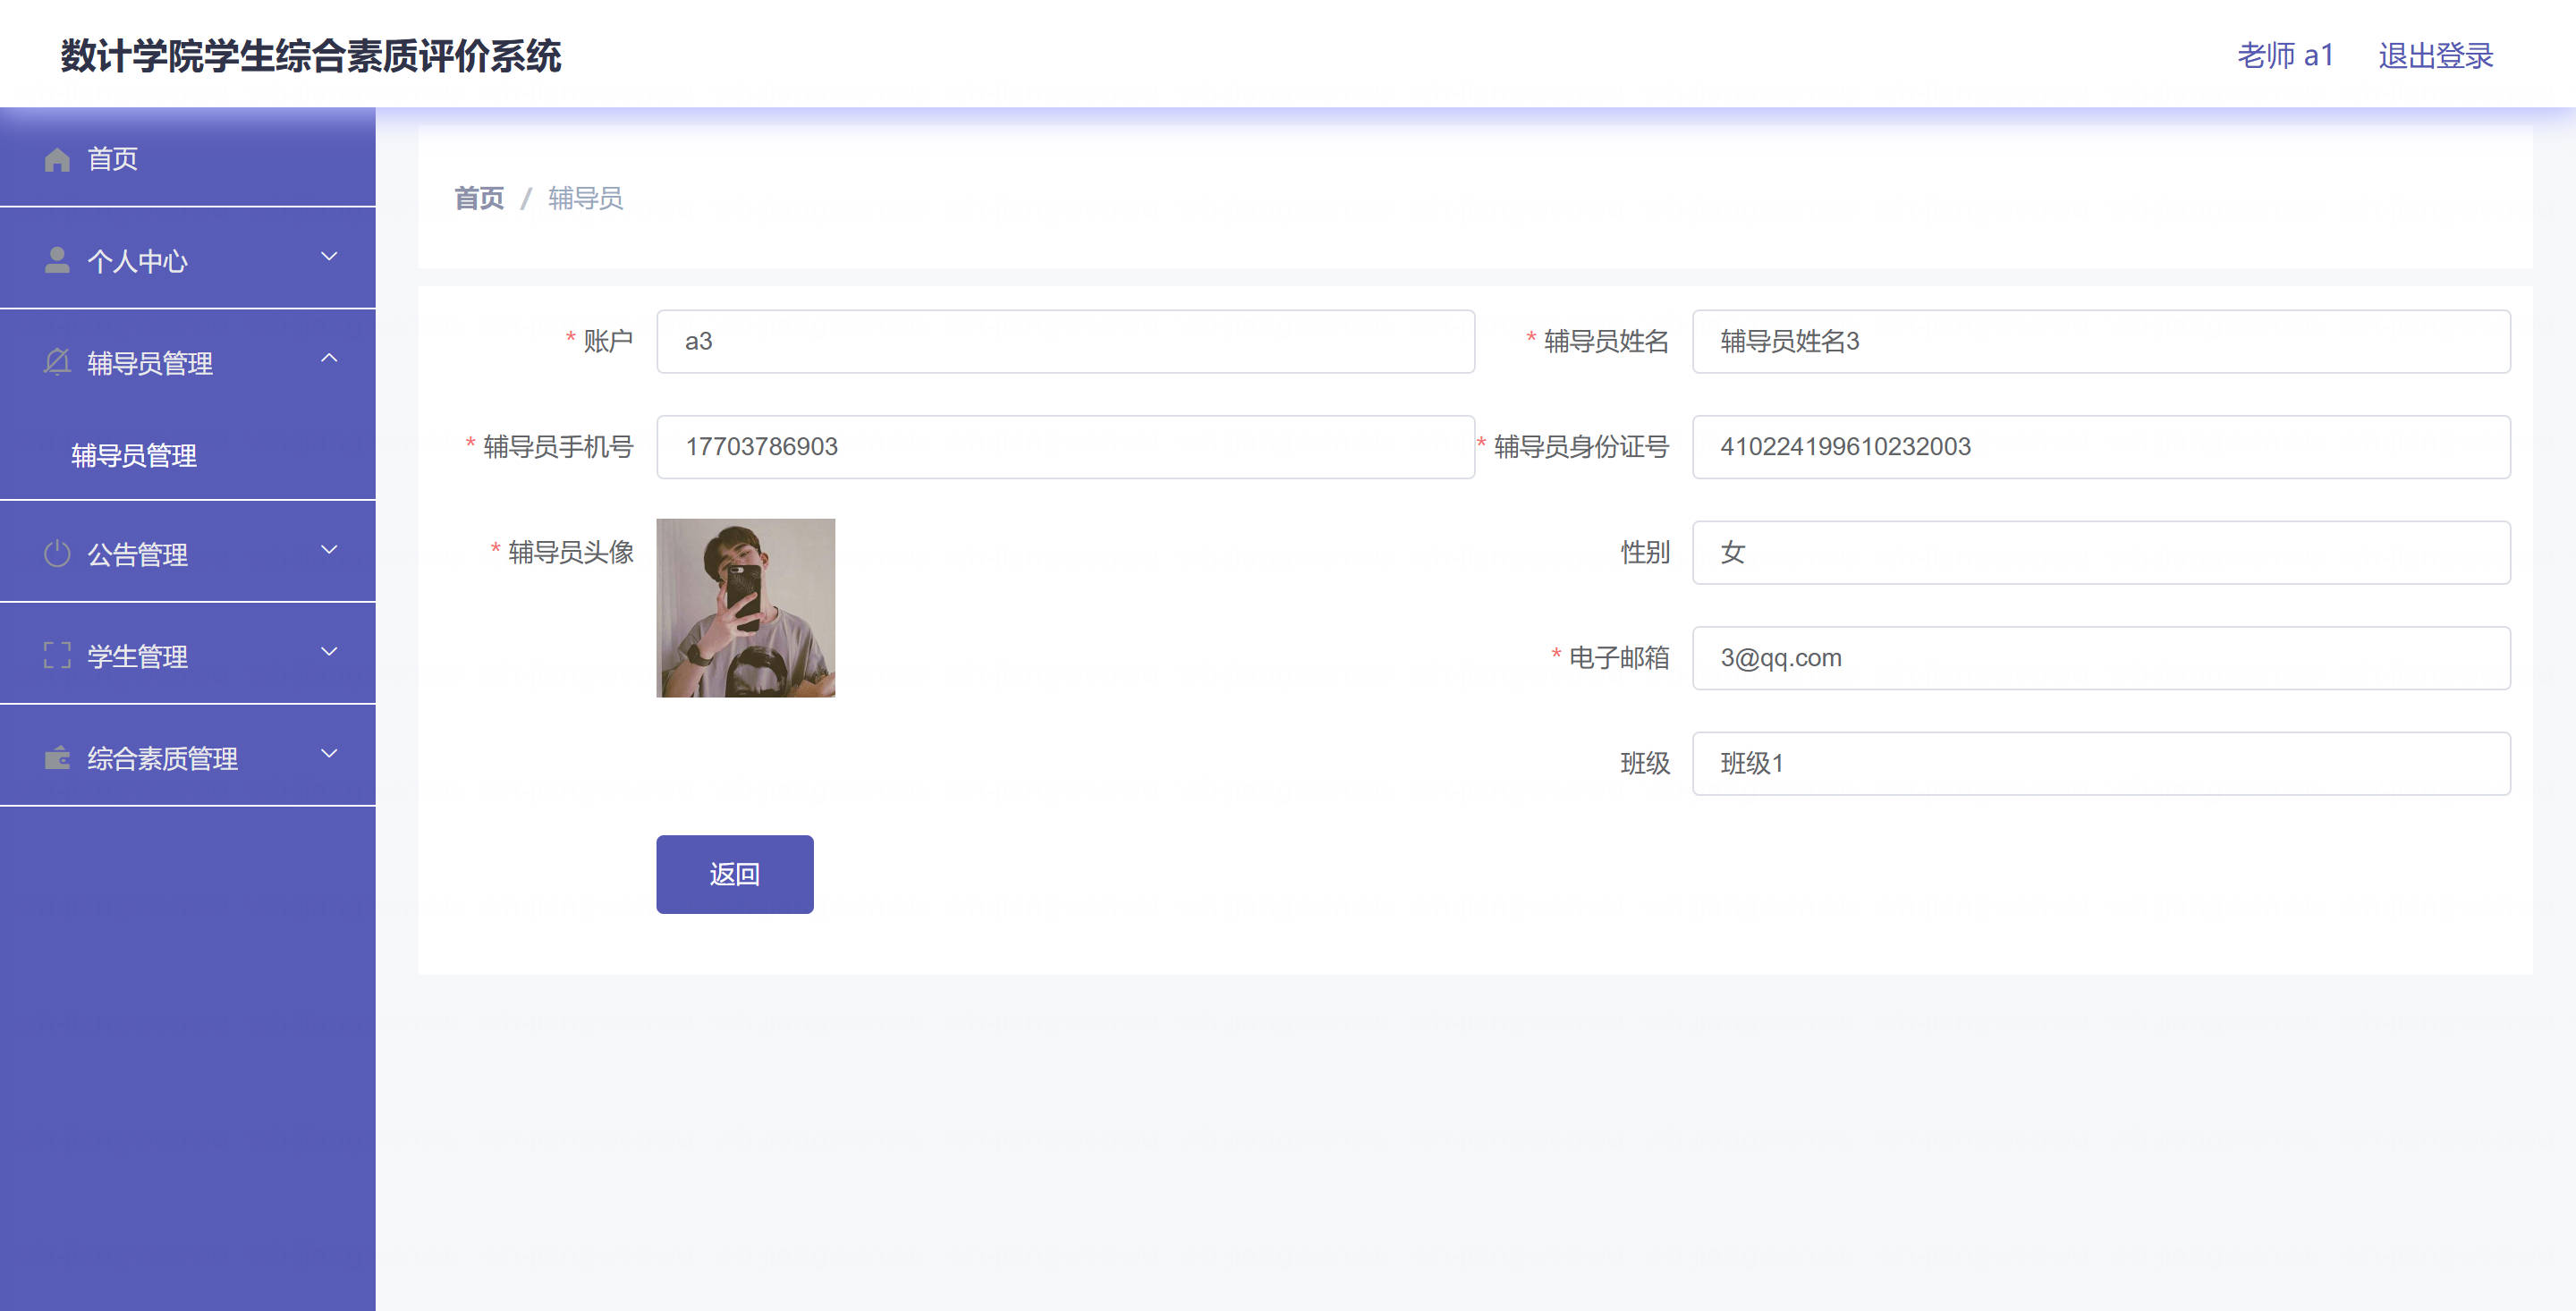 数计学院学生综合素质评价系统
老师 a1 退出登录
首页
个人中心
辅导员管理
辅导员管理
公告管理
学生管理
综合素质管理
首页 / 辅导员
* 账户 a3
* 辅导员姓名 辅导员姓名3
* 辅导员手机号 17703786903
* 辅导员身份证号 410224199610232003
* 辅导员头像
性别 女
* 电子邮箱 3@qq.com
班级 班级1
返回